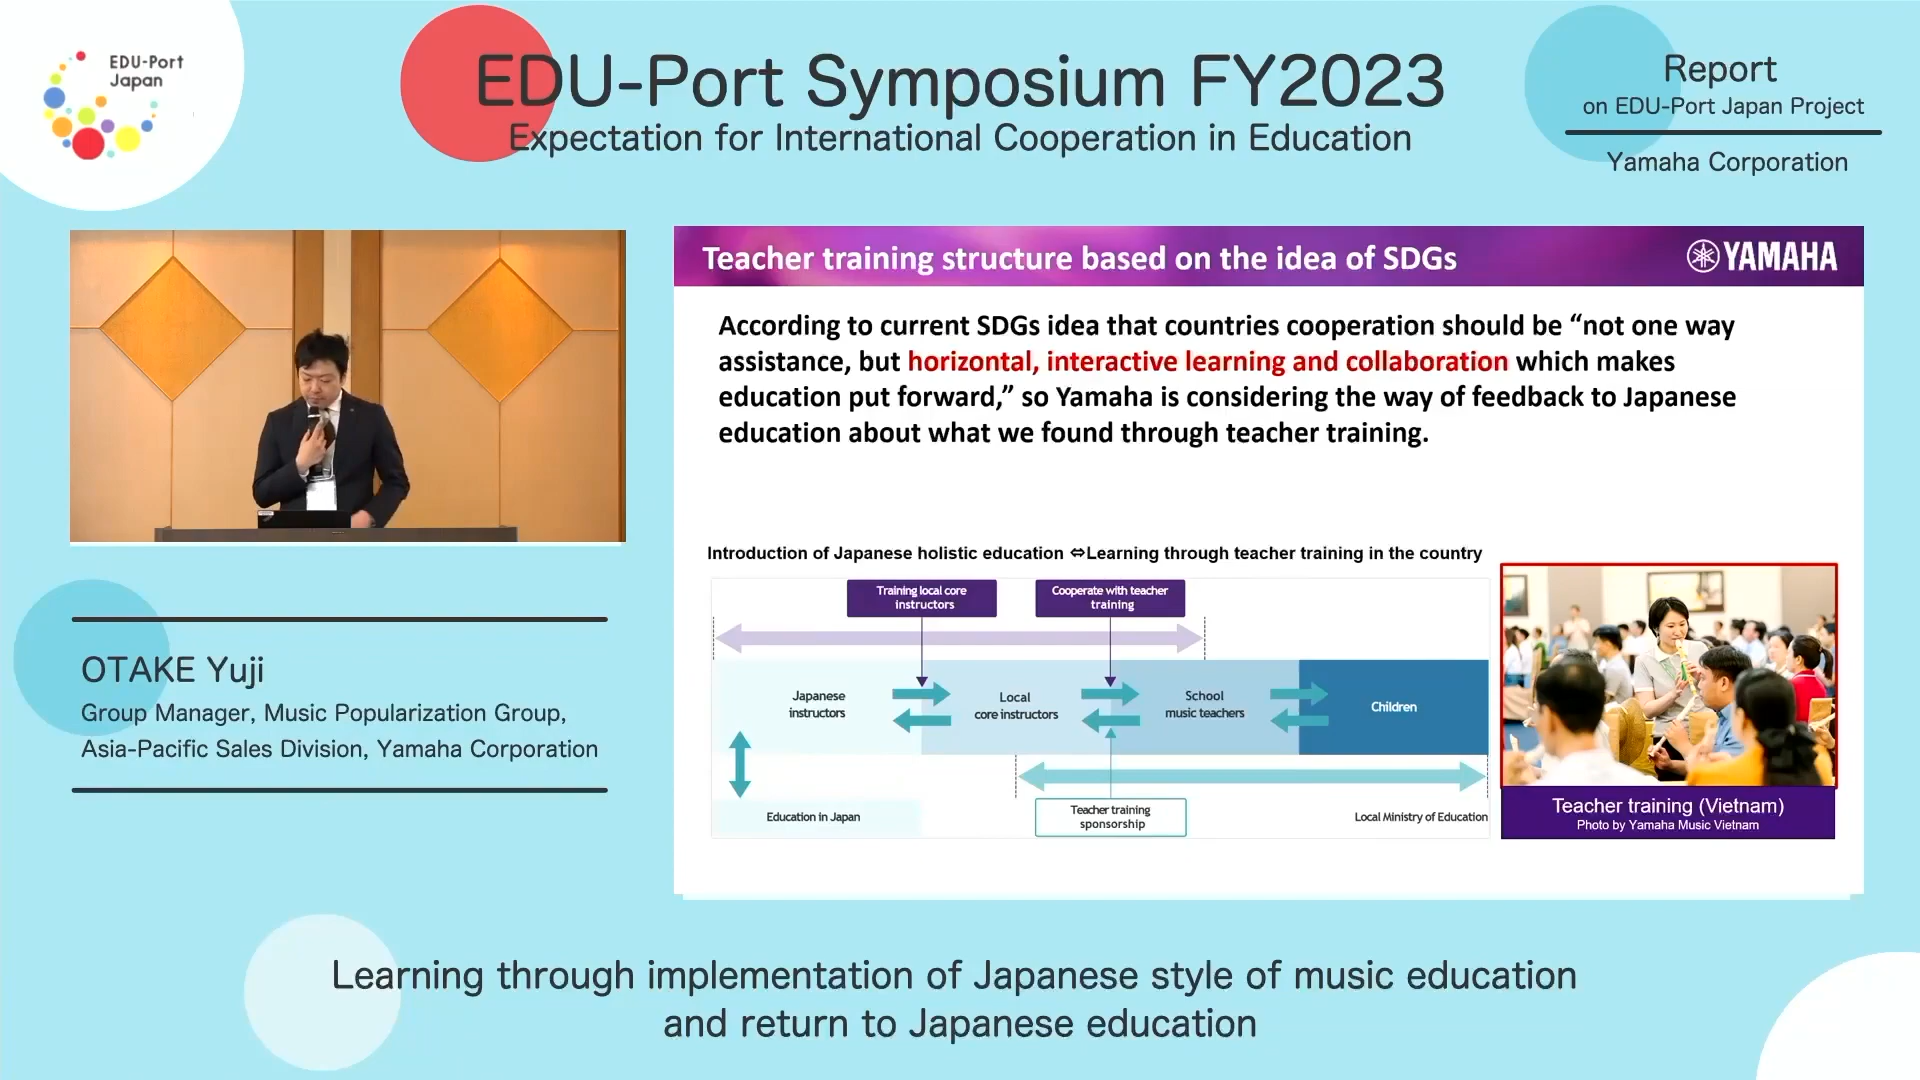 EDU-Port
Japan
EDU-Port Symposium FY2023
Expectation for International Cooperation in Education
Report
on EDU-Port Japan Project
Yamaha Corporation
OTAKE Yuji
Group Manager, Music Popularization Group,
Asia-Pacific Sales Division, Yamaha Corporation
Teacher training structure based on the idea of SDGs
YAMAHA
According to current SDGs idea that countries cooperation should be “not one way
assistance, but horizontal, interactive learning and collaboration which makes
education put forward,” so Yamaha is considering the way of feedback to Japanese
education about what we found through teacher training.
Introduction of Japanese holistic education ⇔Learning through teacher training in the country
Training local core
instructors
Cooperate with teacher
training
Japanese
instructors
Local
core instructors
School
music teachers
Children
Education in Japan
Teacher training
sponsorship
Local Ministry of Education
Teacher training (Vietnam)
Photo by Yamaha Music Vietnam
Learning through implementation of Japanese style of music education
and return to Japanese education